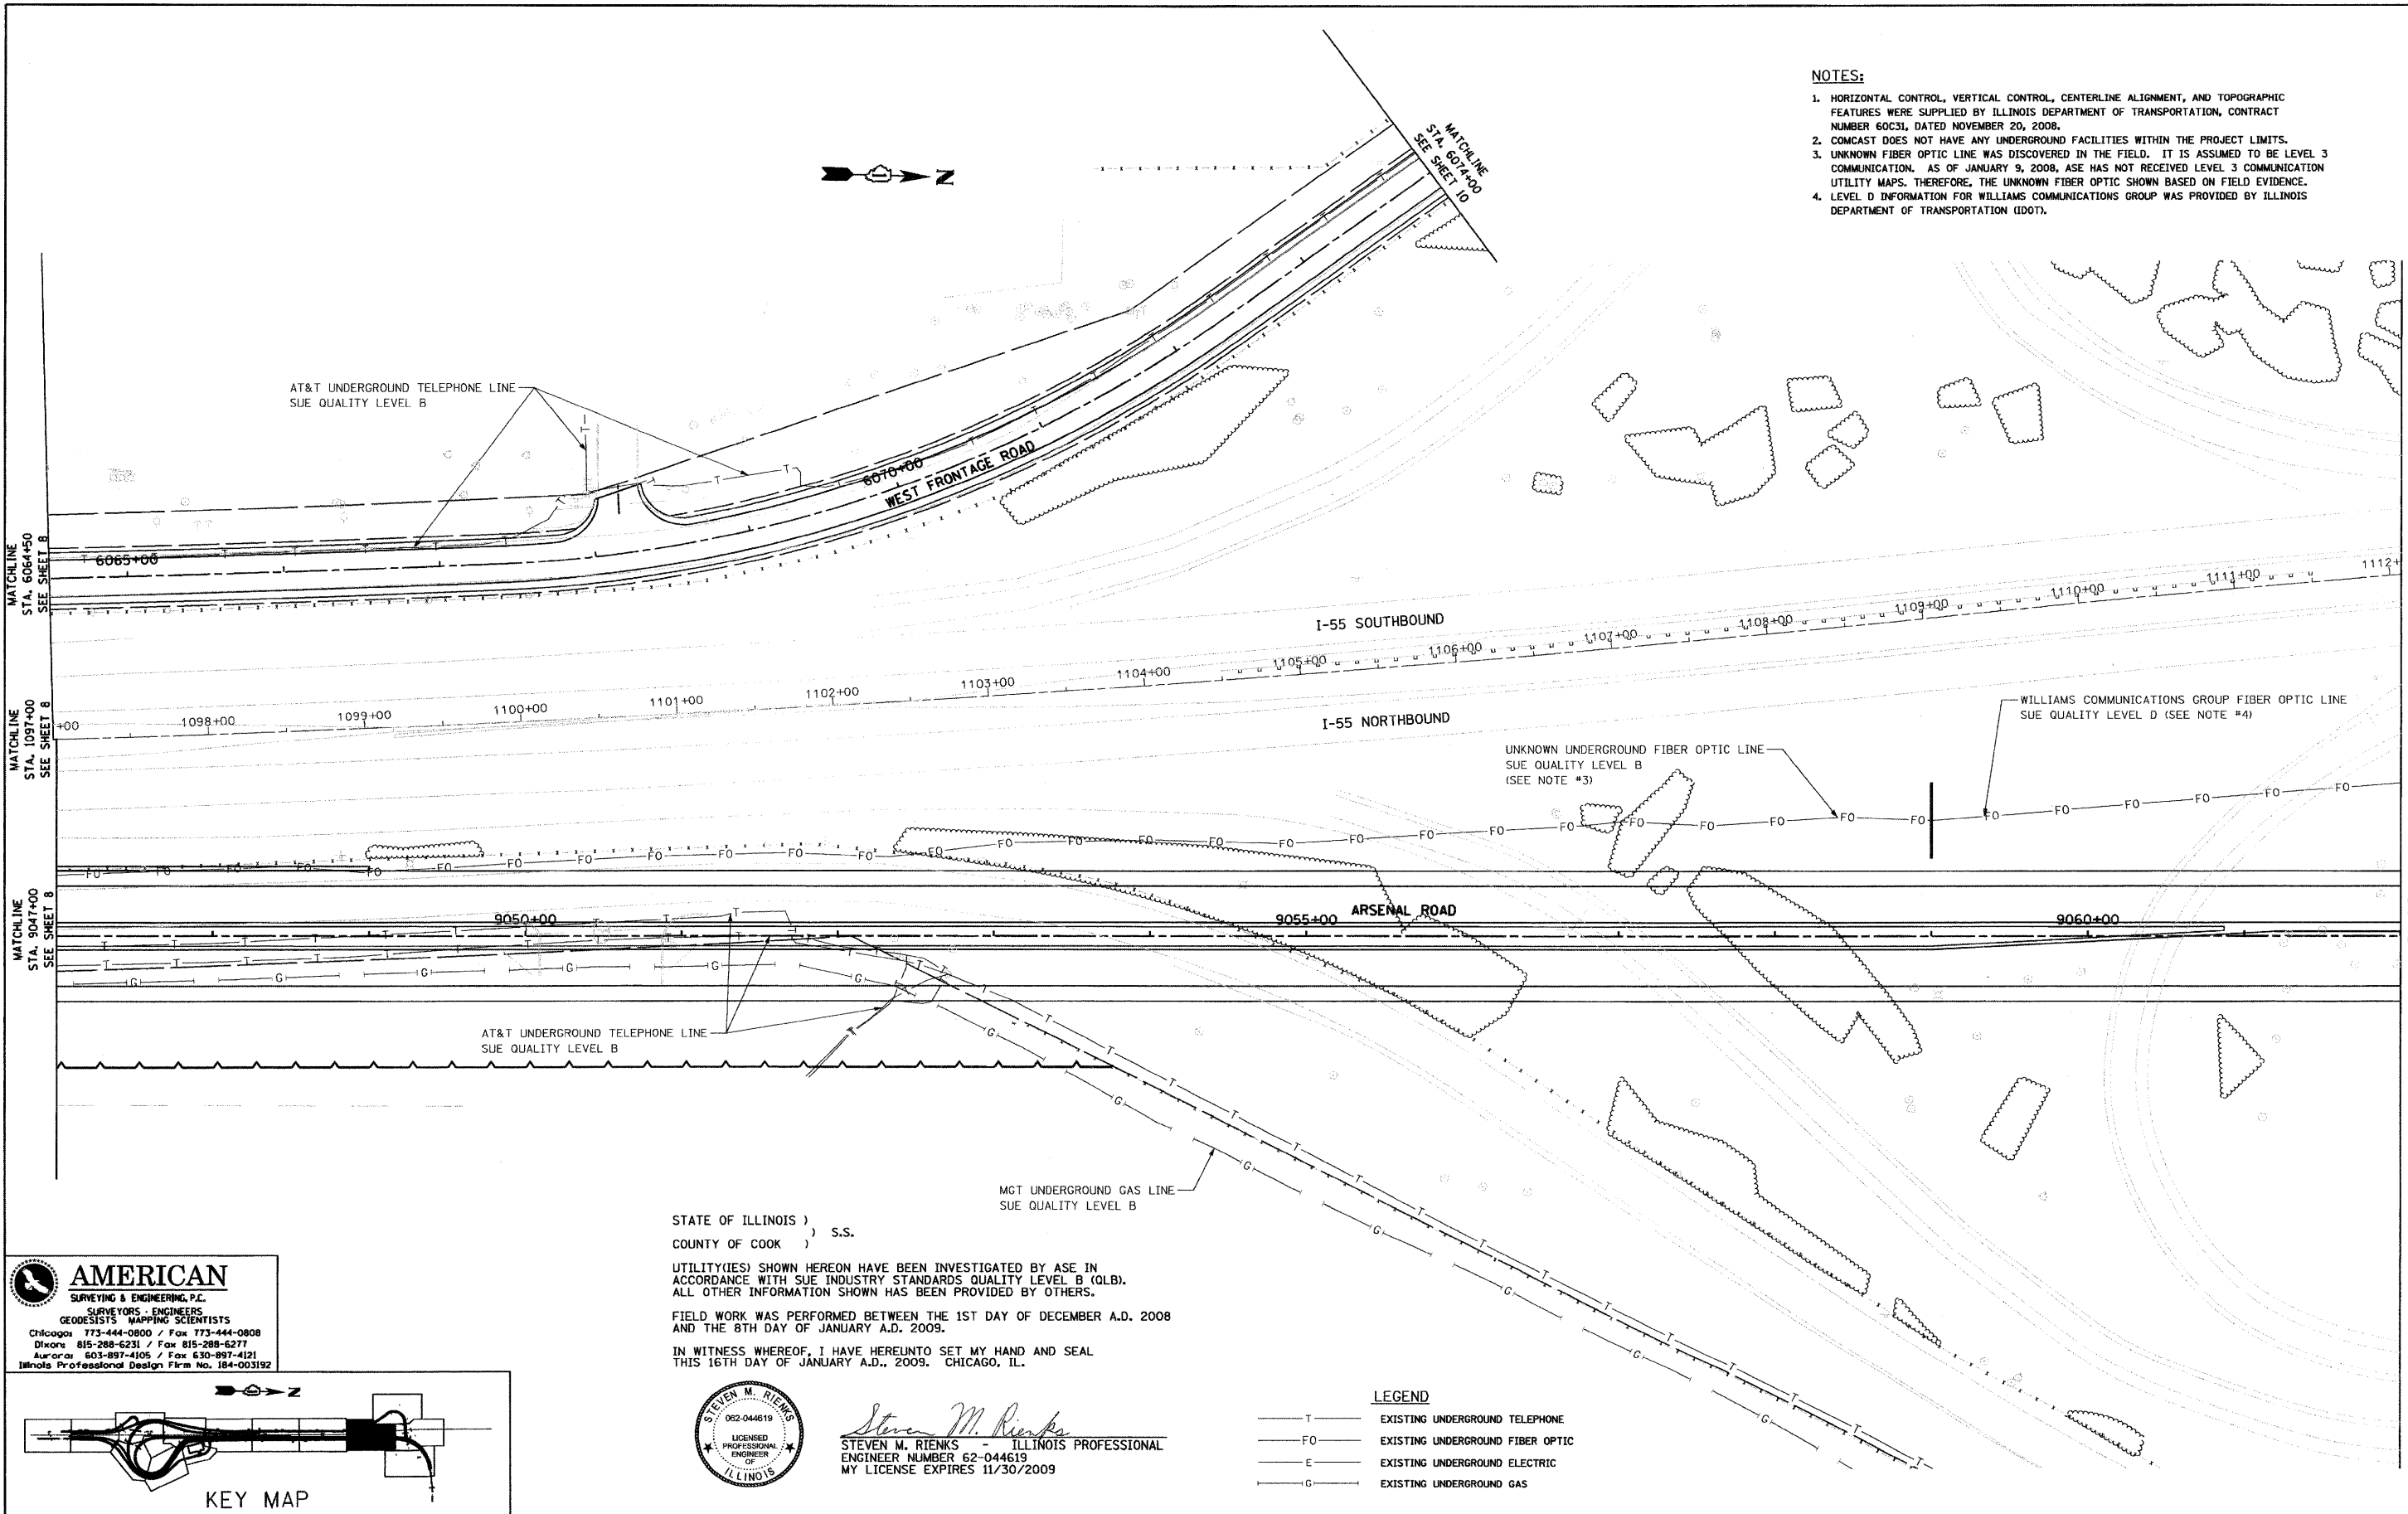 NOTES:
1. HORIZONTAL CONTROL, VERTICAL CONTROL, CENTERLINE ALIGNMENT, AND TOPOGRAPHIC
FEATURES WERE SUPPLIED BY ILLINOIS DEPARTMENT OF TRANSPORTATION, CONTRACT
NUMBER 60C31, DATED NOVEMBER 20, 2008.
2. COMCAST DOES NOT HAVE ANY UNDERGROUND FACILITIES WITHIN THE PROJECT LIMITS.
3. UNKNOWN FIBER OPTIC LINE WAS DISCOVERED IN THE FIELD. IT IS ASSUMED TO BE LEVEL 3
COMMUNICATION. AS OF JANUARY 9, 2008, ASE HAS NOT RECEIVED LEVEL 3 COMMUNICATION
UTILITY MAPS. THEREFORE, THE UNKNOWN FIBER OPTIC SHOWN BASED ON FIELD EVIDENCE.
4. LEVEL D INFORMATION FOR WILLIAMS COMMUNICATIONS GROUP WAS PROVIDED BY ILLINOIS
DEPARTMENT OF TRANSPORTATION (IDOT).
MATCHLINE
STA. 6074+00
SEE SHEET 10
N
AT&T UNDERGROUND TELEPHONE LINE
SUE QUALITY LEVEL B
6070+00
WEST FRONTAGE ROAD
6065+00
MATCHLINE
STA. 6064+50
SEE SHEET 8
I-55 SOUTHBOUND
MATCHLINE
STA. 1097+00
SEE SHEET 8
+00
1098+00
1099+00
1100+00
1101+00
1102+00
1103+00
1104+00
1105+00
1106+00
1107+00
1108+00
1109+00
1110+00
1111+00
1112+
I-55 NORTHBOUND
WILLIAMS COMMUNICATIONS GROUP FIBER OPTIC LINE
SUE QUALITY LEVEL D (SEE NOTE #4)
UNKNOWN UNDERGROUND FIBER OPTIC LINE
SUE QUALITY LEVEL B
(SEE NOTE #3)
MATCHLINE
STA. 9047+00
SEE SHEET 8
9050+00
9055+00
ARSENAL ROAD
9060+00
AT&T UNDERGROUND TELEPHONE LINE
SUE QUALITY LEVEL B
MGT UNDERGROUND GAS LINE
SUE QUALITY LEVEL B
STATE OF ILLINOIS )
) S.S.
COUNTY OF COOK )
UTILITY(IES) SHOWN HEREON HAVE BEEN INVESTIGATED BY ASE IN
ACCORDANCE WITH SUE INDUSTRY STANDARDS QUALITY LEVEL B (QLB).
ALL OTHER INFORMATION SHOWN HAS BEEN PROVIDED BY OTHERS.
FIELD WORK WAS PERFORMED BETWEEN THE 1ST DAY OF DECEMBER A.D. 2008
AND THE 8TH DAY OF JANUARY A.D. 2009.
IN WITNESS WHEREOF, I HAVE HEREUNTO SET MY HAND AND SEAL
THIS 16TH DAY OF JANUARY A.D., 2009. CHICAGO, IL.
STEVEN M. RIENKS
062-044619
LICENSED
PROFESSIONAL
ENGINEER
OF
ILLINOIS
Steven M. Rienks
STEVEN M. RIENKS - ILLINOIS PROFESSIONAL
ENGINEER NUMBER 62-044619
MY LICENSE EXPIRES 11/30/2009
LEGEND
T EXISTING UNDERGROUND TELEPHONE
FO EXISTING UNDERGROUND FIBER OPTIC
E EXISTING UNDERGROUND ELECTRIC
G EXISTING UNDERGROUND GAS
AMERICAN
SURVEYING & ENGINEERING, P.C.
SURVEYORS · ENGINEERS
GEODESISTS MAPPING SCIENTISTS
Chicago: 773-444-0800 / Fax 773-444-0808
Dixon: 815-288-6231 / Fax 815-288-6277
Aurora: 603-897-4105 / Fax 630-897-4121
Illinois Professional Design Firm No. 184-003192
N
KEY MAP